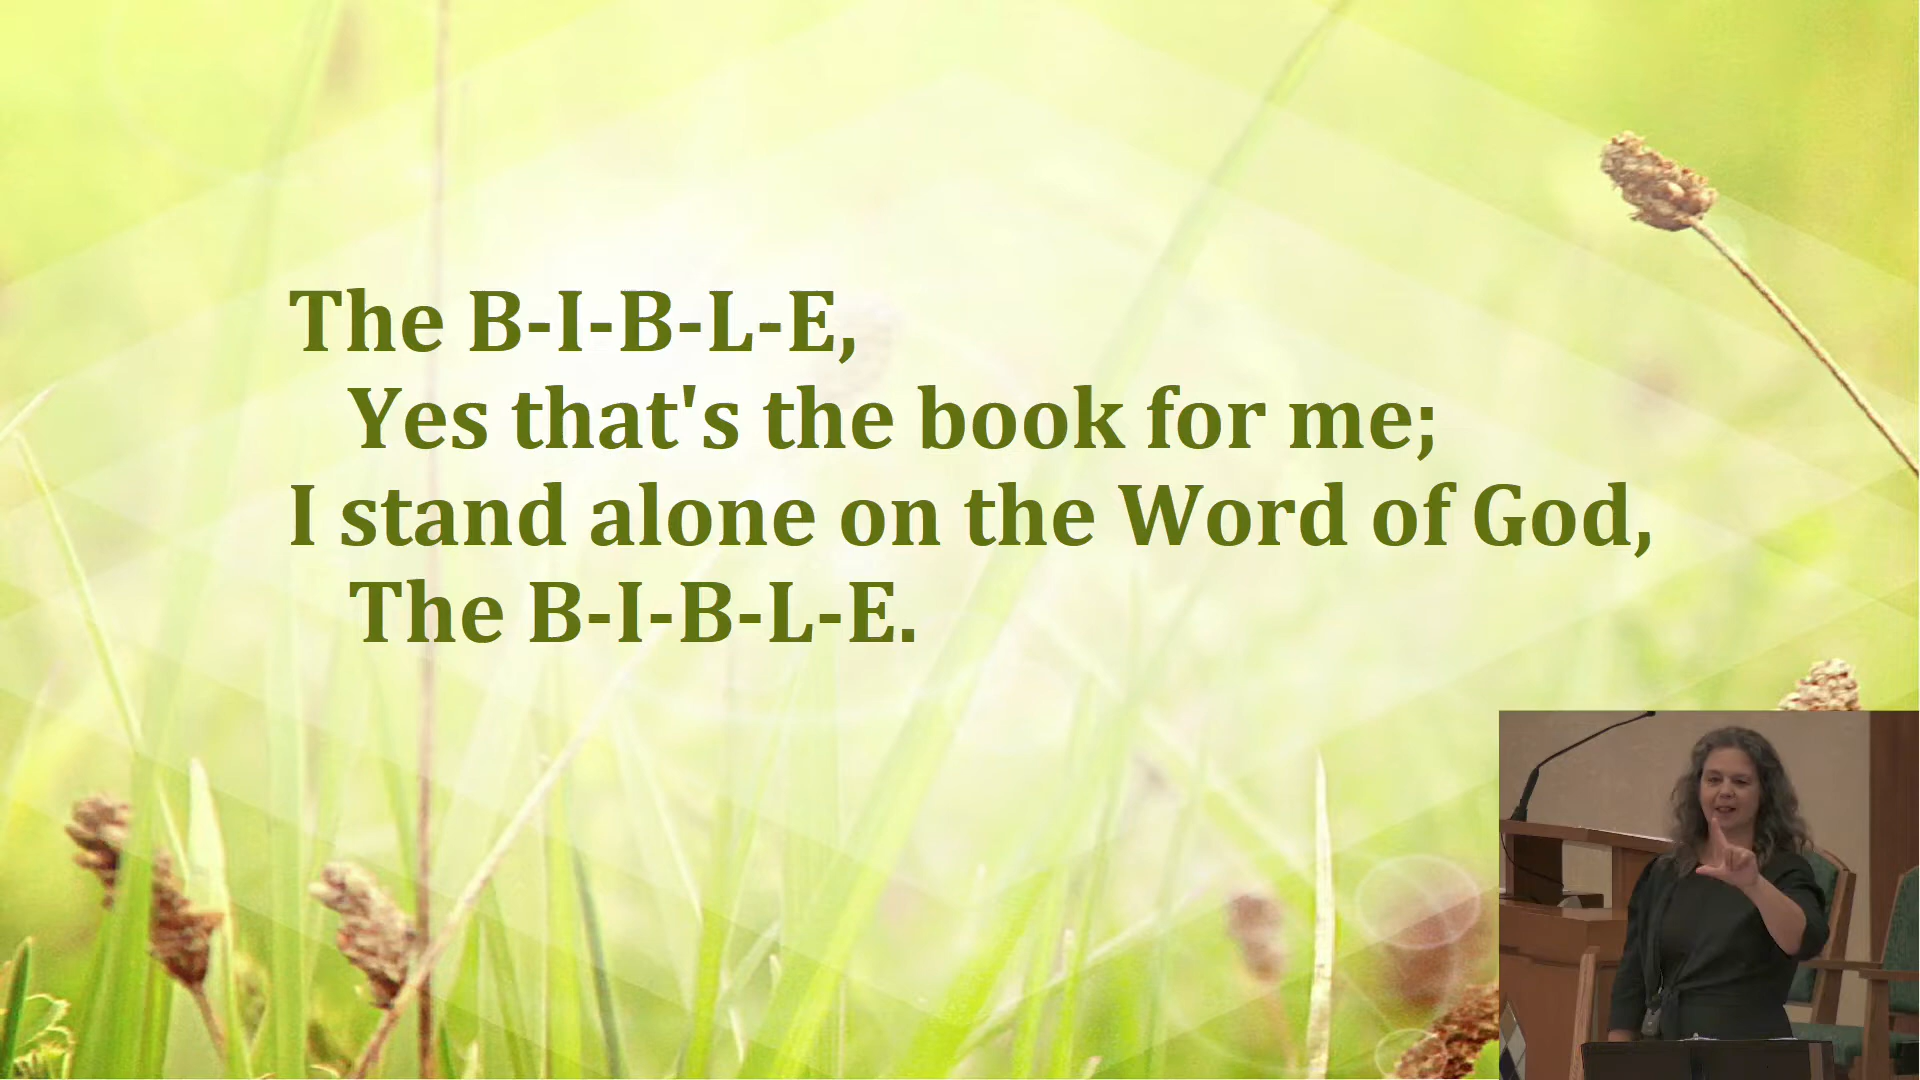 The B-I-B-L-E,
Yes that's the book for me;
I stand alone on the Word of God,
The B-I-B-L-E.